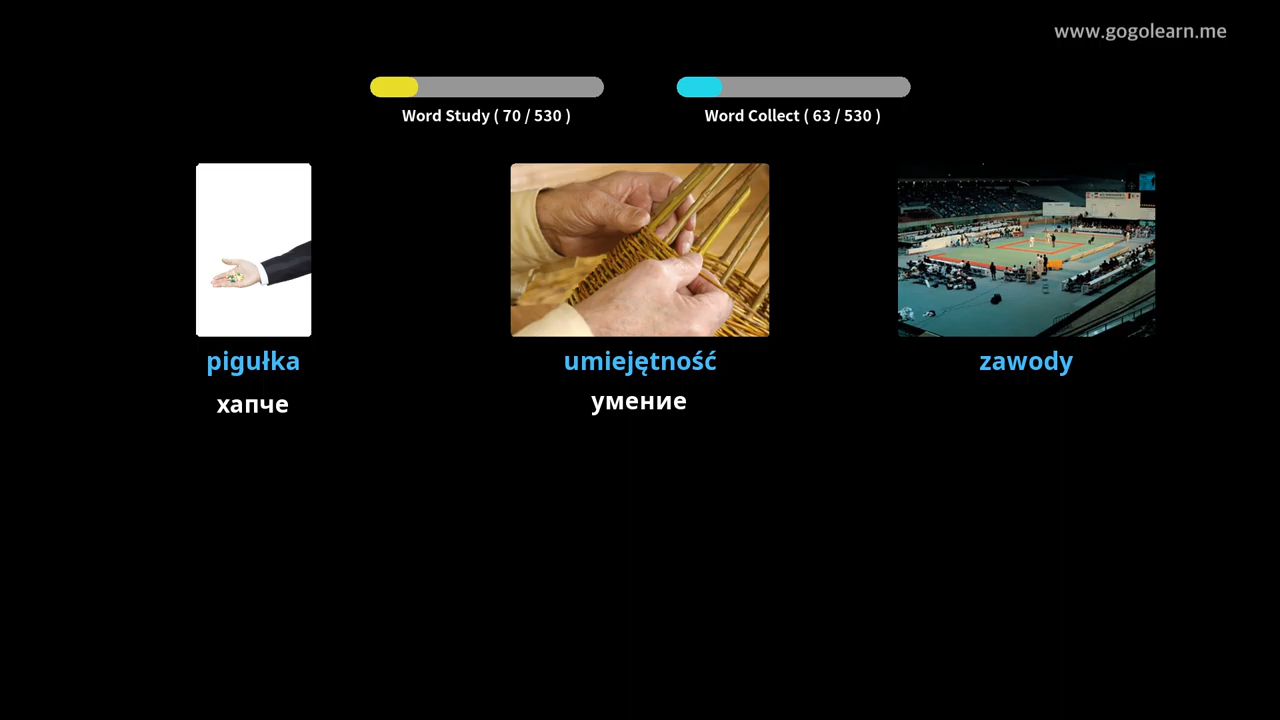 www.gogolearn.me
Word Study ( 70 / 530 )
Word Collect ( 63 / 530 )
pigułka
umiejętność
zawody
хапче
умение